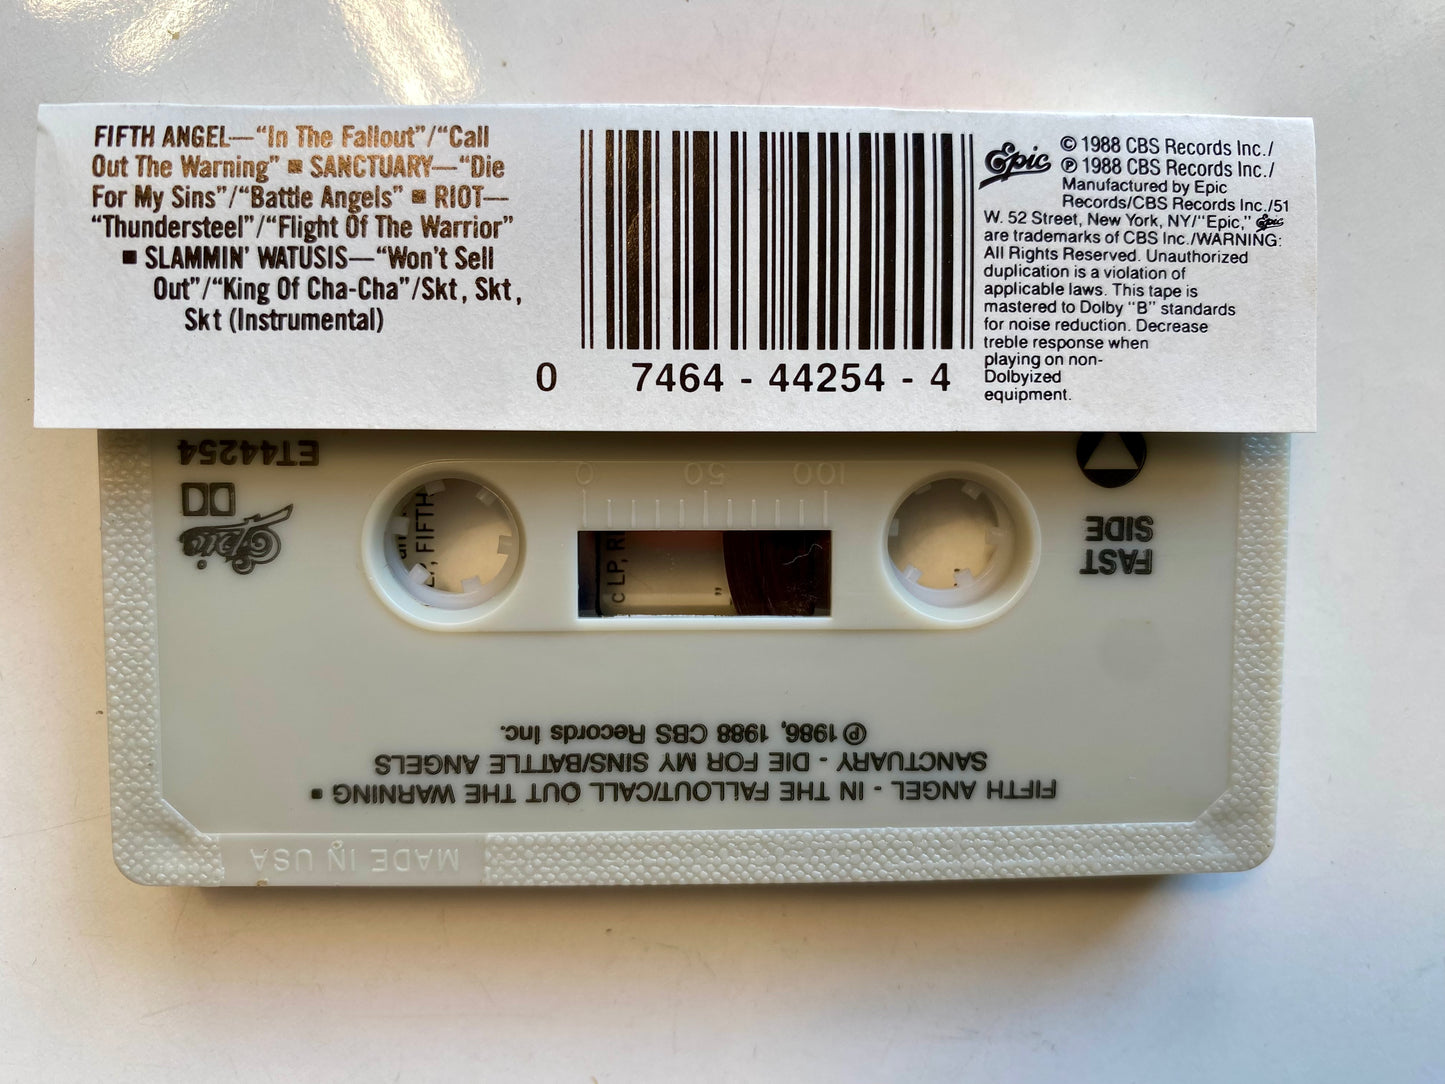 FIFTH ANGEL—“In The Fallout”/“Call
Out The Warning” ■ SANCTUARY—“Die
For My Sins”/“Battle Angels” ■ RIOT—
“Thundersteel”/“Flight Of The Warrior”
■ SLAMMIN’ WATUSIS—“Won’t Sell
Out”/“King Of Cha-Cha”/Skt, Skt,
Skt (Instrumental)
0 7464 - 44254 - 4
Epic
© 1988 CBS Records Inc./
℗ 1988 CBS Records Inc./
Manufactured by Epic
Records/CBS Records Inc./51
W. 52 Street, New York, NY/“Epic,” Epic
are trademarks of CBS Inc./WARNING:
All Rights Reserved. Unauthorized
duplication is a violation of
applicable laws. This tape is
mastered to Dolby “B” standards
for noise reduction. Decrease
treble response when
playing on non-
Dolbyized
equipment.
MADE IN USA
FIFTH ANGEL - IN THE FALLOUT/CALL OUT THE WARNING ■
SANCTUARY - DIE FOR MY SINS/BATTLE ANGELS
℗ 1986, 1988 CBS Records Inc.
FAST
SIDE
Epic
ET44254
100 50 0
LP, FIFTH
c LP, RI